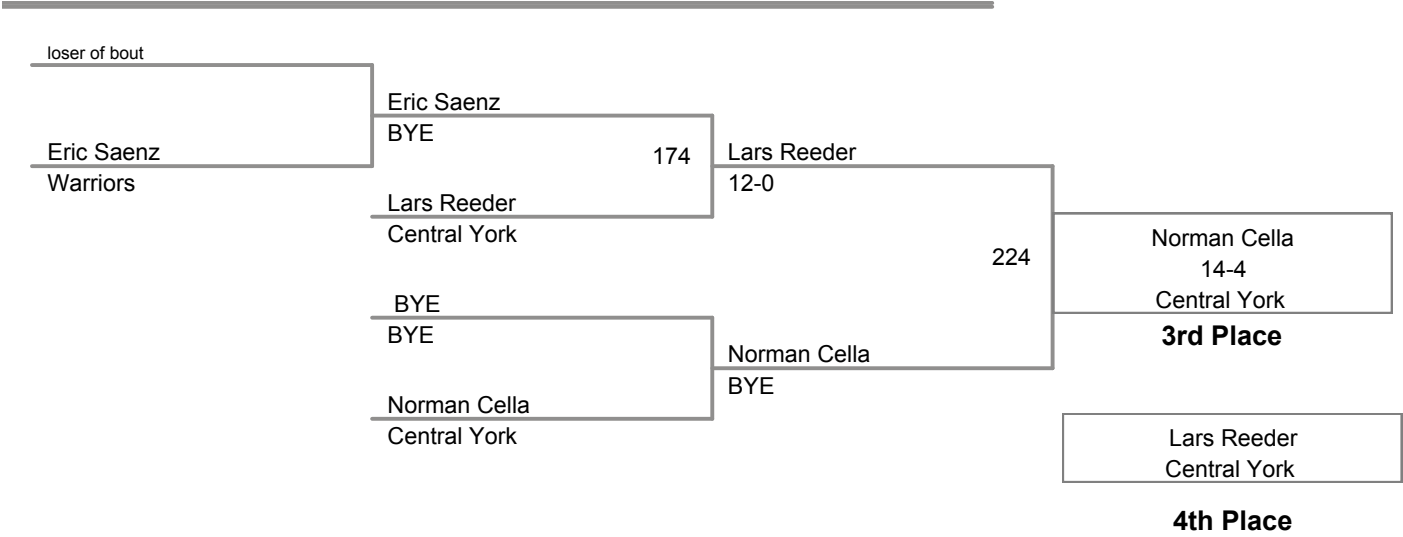 loser of bout
Eric Saenz
Warriors
Eric Saenz
BYE
174
Lars Reeder
Central York
BYE
BYE
Norman Cella
Central York
Lars Reeder
12-0
Norman Cella
BYE
224
Norman Cella
14-4
Central York
3rd Place
Lars Reeder
Central York
4th Place